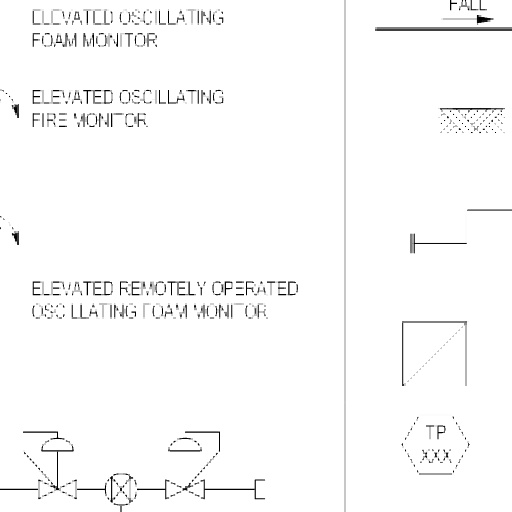 ELEVATED OSCILLATING
FOAM MONITOR
ELEVATED OSCILLATING
FIRE MONITOR
ELEVATED REMOTELY OPERATED
OSCILLATING FOAM MONITOR
FALL
TP
XXX